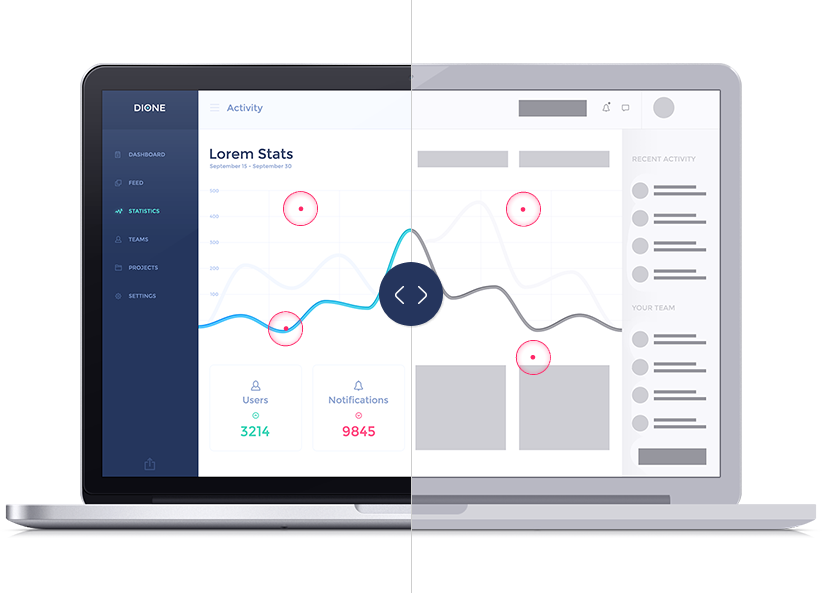 DIONE
Activity
DASHBOARD
FEED
STATISTICS
TEAMS
PROJECTS
SETTINGS
Lorem Stats
September 15 - September 30
500
400
300
200
100
Users
3214
Notifications
9845
RECENT ACTIVITY
YOUR TEAM